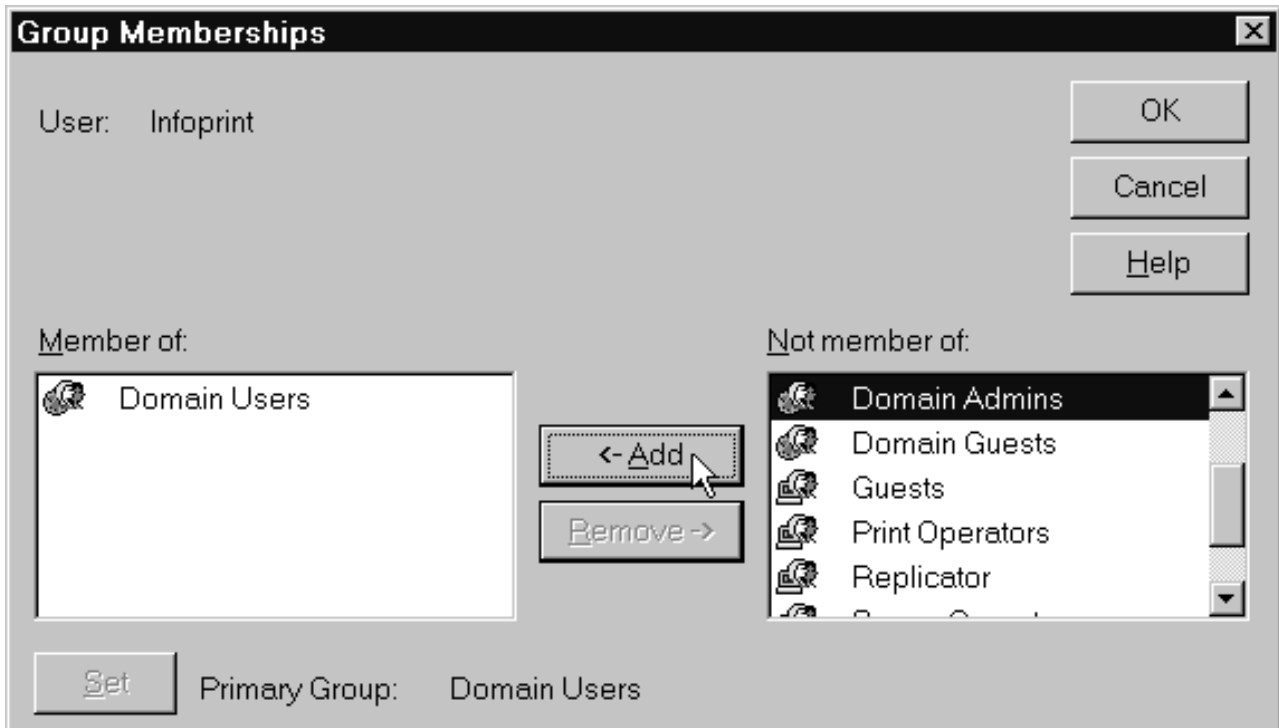 Group Memberships
User: Infoprint
OK
Cancel
Help
Member of:
Domain Users
<- Add
Remove ->
Not member of:
Domain Admins
Domain Guests
Guests
Print Operators
Replicator
Set
Primary Group: Domain Users